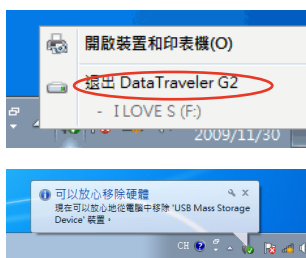 開啟裝置和印表機(O)
退出 DataTraveler G2
- I LOVE S (F:)
2009/11/30
可以放心移除硬體
現在可以放心地從電腦中移除 'USB Mass Storage
Device' 裝置。
CH